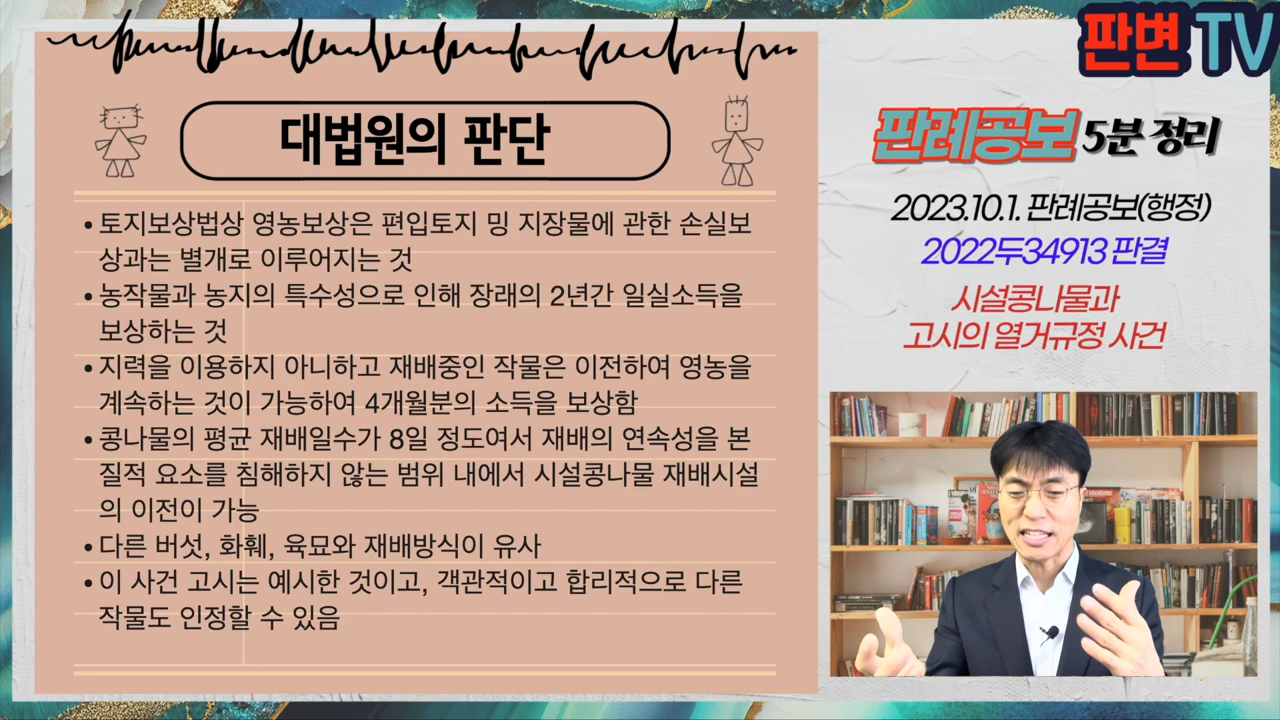 판변 TV
대법원의 판단
• 토지보상법상 영농보상은 편입토지 밍 지장물에 관한 손실보
상과는 별개로 이루어지는 것
• 농작물과 농지의 특수성으로 인해 장래의 2년간 일실소득을
보상하는 것
• 지력을 이용하지 아니하고 재배중인 작물은 이전하여 영농을
계속하는 것이 가능하여 4개월분의 소득을 보상함
• 콩나물의 평균 재배일수가 8일 정도여서 재배의 연속성을 본
질적 요소를 침해하지 않는 범위 내에서 시설콩나물 재배시설
의 이전이 가능
• 다른 버섯, 화훼, 육묘와 재배방식이 유사
• 이 사건 고시는 예시한 것이고, 객관적이고 합리적으로 다른
작물도 인정할 수 있음
판례공보 5분 정리
2023.10.1. 판례공보(행정)
2022두34913 판결
시설콩나물과
고시의 열거규정 사건